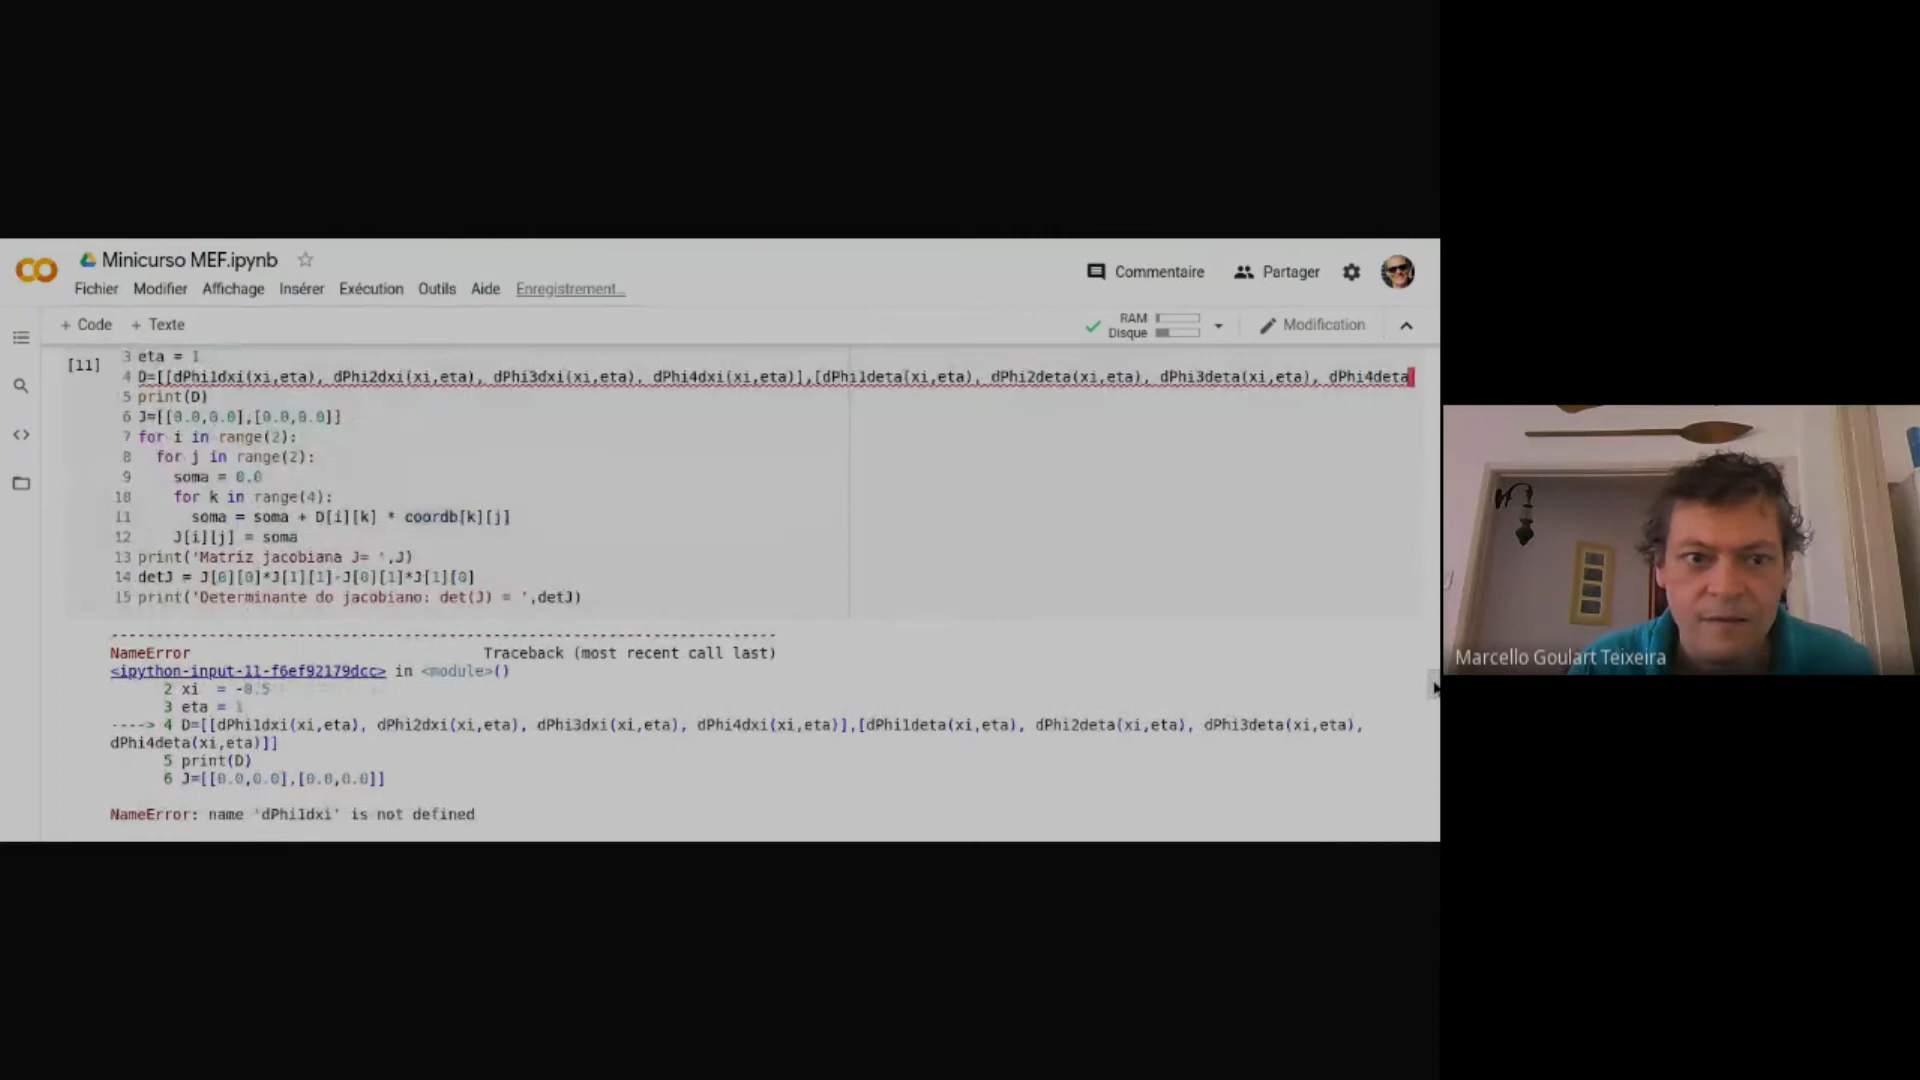 Minicurso MEF.ipynb
Commentaire
Partager
Fichier Modifier Affichage Insérer Exécution Outils Aide Enregistrement...
+ Code + Texte
RAM
Disque
Modification
[11]
3 eta = 1
4 D=[[dPhi1dxi(xi,eta), dPhi2dxi(xi,eta), dPhi3dxi(xi,eta), dPhi4dxi(xi,eta)],[dPhi1deta(xi,eta), dPhi2deta(xi,eta), dPhi3deta(xi,eta), dPhi4deta
5 print(D)
6 J=[[0.0,0.0],[0.0,0.0]]
7 for i in range(2):
8 for j in range(2):
9 soma = 0.0
10 for k in range(4):
11 soma = soma + D[i][k] * coordb[k][j]
12 J[i][j] = soma
13 print('Matriz jacobiana J= ',J)
14 detJ = J[0][0]*J[1][1]-J[0][1]*J[1][0]
15 print('Determinante do jacobiano: det(J) = ',detJ)
---------------------------------------------------------------------------
NameError Traceback (most recent call last)
<ipython-input-11-f6ef92179dcc> in <module>()
2 xi = -0.5
3 eta = 1
----> 4 D=[[dPhi1dxi(xi,eta), dPhi2dxi(xi,eta), dPhi3dxi(xi,eta), dPhi4dxi(xi,eta)],[dPhi1deta(xi,eta), dPhi2deta(xi,eta), dPhi3deta(xi,eta),
dPhi4deta(xi,eta)]]
5 print(D)
6 J=[[0.0,0.0],[0.0,0.0]]
NameError: name 'dPhi1dxi' is not defined
Marcello Goulart Teixeira